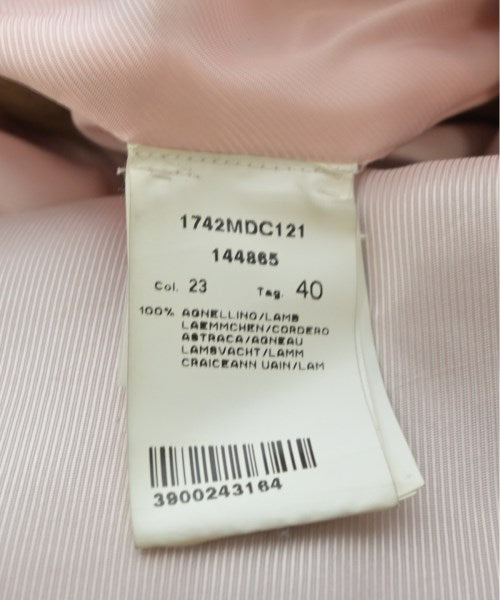 1742MDC121
144865
Col. 23 Tag. 40
100% AGNELLINO/LAMB
LAEMMCHEN/CORDERO
ASTRACA/AGNEAU
LAMSVACHT/LAMM
CRAICEANN UAIN/LAM
3900243164